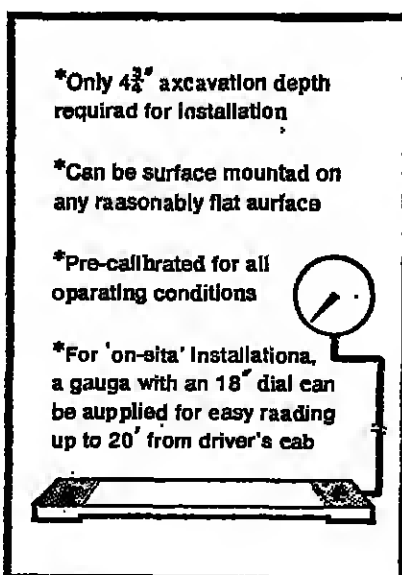 *Only 4¾" axcavation depth
requirad for Installation
*Can be surface mountad on
any raasonably flat aurface
*Pre-calibrated for all
oparating conditions
*For 'on-sita' Installationa,
a gauga with an 18" dial can
be aupplied for easy raading
up to 20' from driver's cab